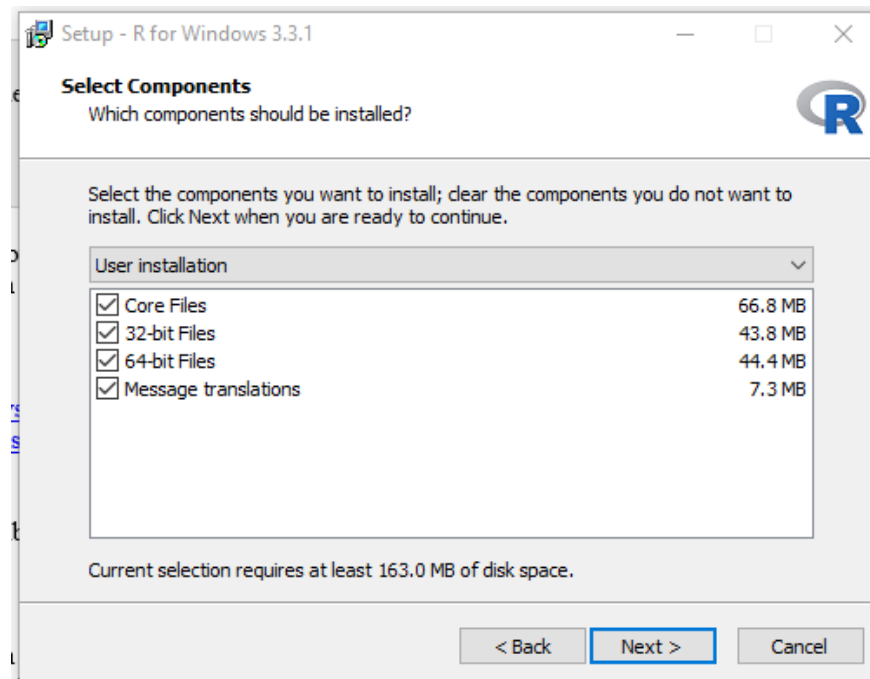 Setup - R for Windows 3.3.1
Select Components
Which components should be installed?
R
Select the components you want to install; clear the components you do not want to
install. Click Next when you are ready to continue.
User installation
Core Files 66.8 MB
32-bit Files 43.8 MB
64-bit Files 44.4 MB
Message translations 7.3 MB
Current selection requires at least 163.0 MB of disk space.
< Back Next > Cancel